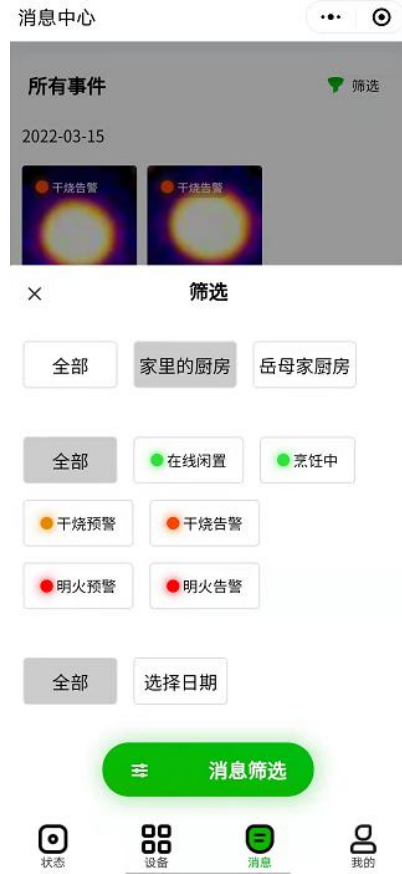 消息中心
所有事件 筛选
2022-03-15
干烧告警 干烧告警
筛选
全部 家里的厨房 岳母家厨房
全部 在线闲置 烹饪中
干烧预警 干烧告警
明火预警 明火告警
全部 选择日期
消息筛选
状态 设备 消息 我的